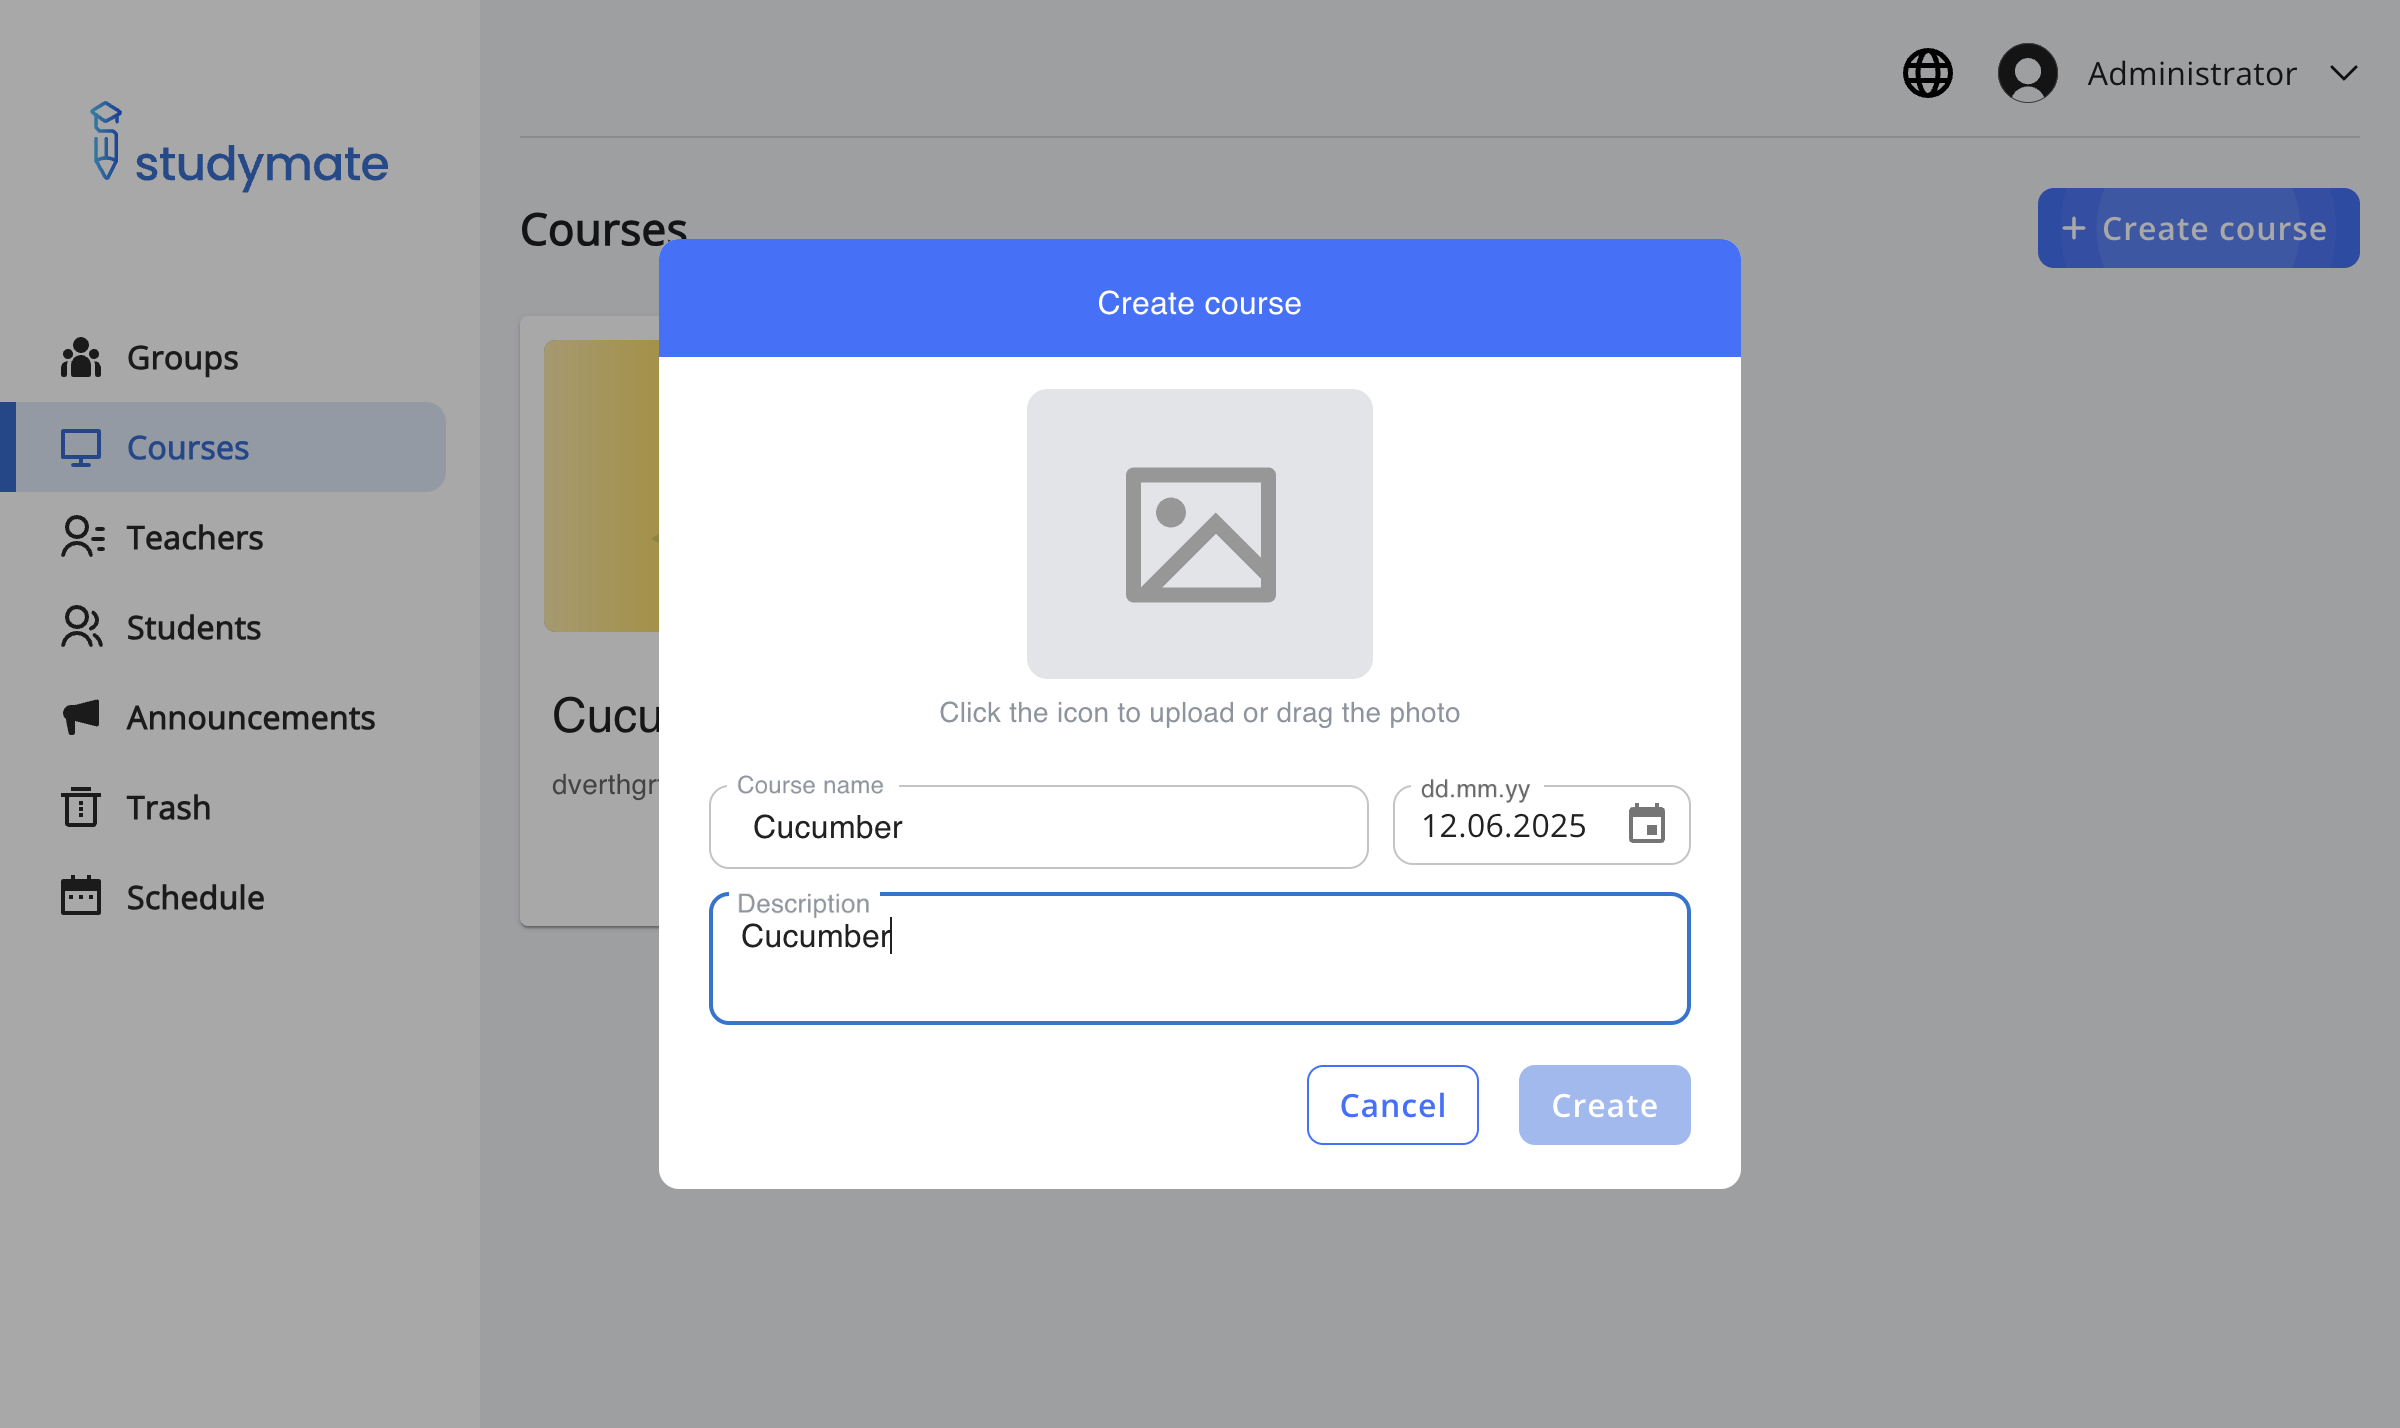 studymate
Administrator
Courses
+ Create course
Groups
Courses
Teachers
Students
Announcements
Trash
Schedule
Create course
Click the icon to upload or drag the photo
Course name
Cucumber
dd.mm.yy
12.06.2025
Description
Cucumber
Cancel
Create
Cucu
dverthgr